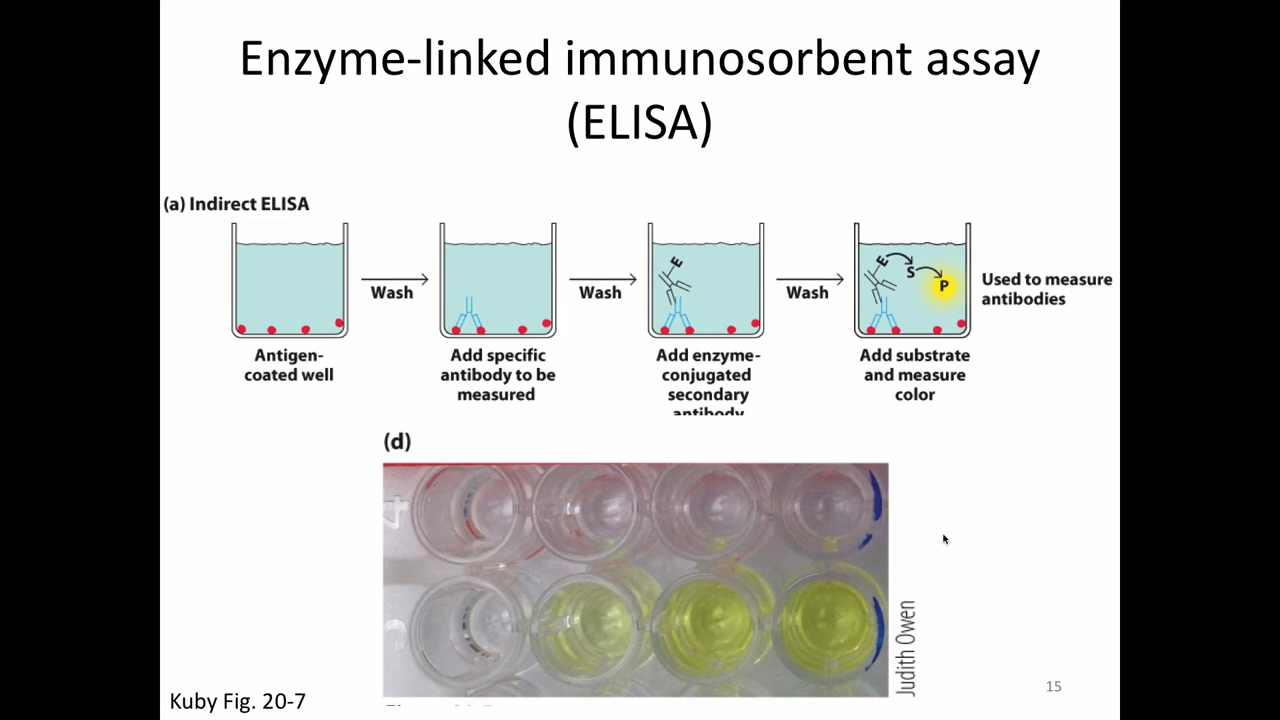 Enzyme-linked immunosorbent assay
(ELISA)
(a) Indirect ELISA
Wash
Wash
Wash
E
E
S
P
Used to measure
antibodies
Antigen-
coated well
Add specific
antibody to be
measured
Add enzyme-
conjugated
secondary
antibody
Add substrate
and measure
color
(d)
Judith Owen
Kuby Fig. 20-7
15